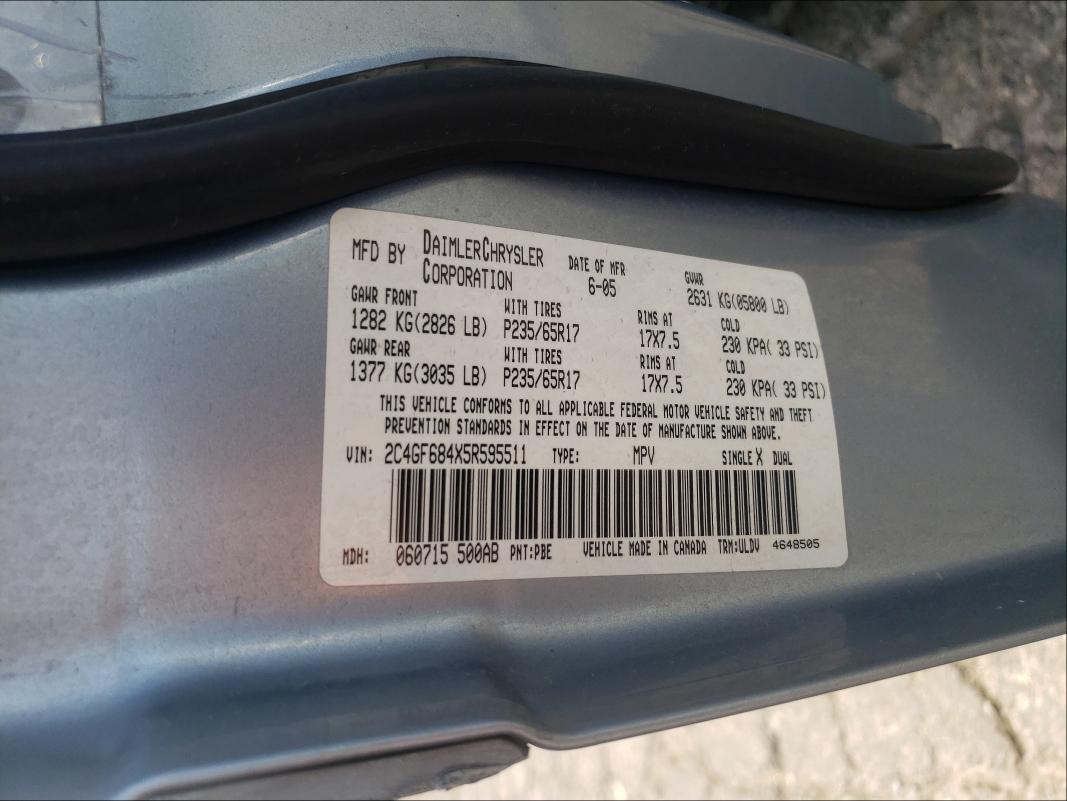 MFD BY DAIMLERCHRYSLER CORPORATION DATE OF MFR 6-05 GVWR 2631 KG(05800 LB)
GAWR FRONT WITH TIRES RIMS AT COLD
1282 KG(2826 LB) P235/65R17 17X7.5 230 KPA( 33 PSI)
GAWR REAR WITH TIRES RIMS AT COLD
1377 KG(3035 LB) P235/65R17 17X7.5 230 KPA( 33 PSI)
THIS VEHICLE CONFORMS TO ALL APPLICABLE FEDERAL MOTOR VEHICLE SAFETY AND THEFT
PREVENTION STANDARDS IN EFFECT ON THE DATE OF MANUFACTURE SHOWN ABOVE.
VIN: 2C4GF684X5R595511 TYPE: MPV SINGLE X DUAL
MDH: 060715 500AB PNT:PBE VEHICLE MADE IN CANADA TRM:ULDV 4648505